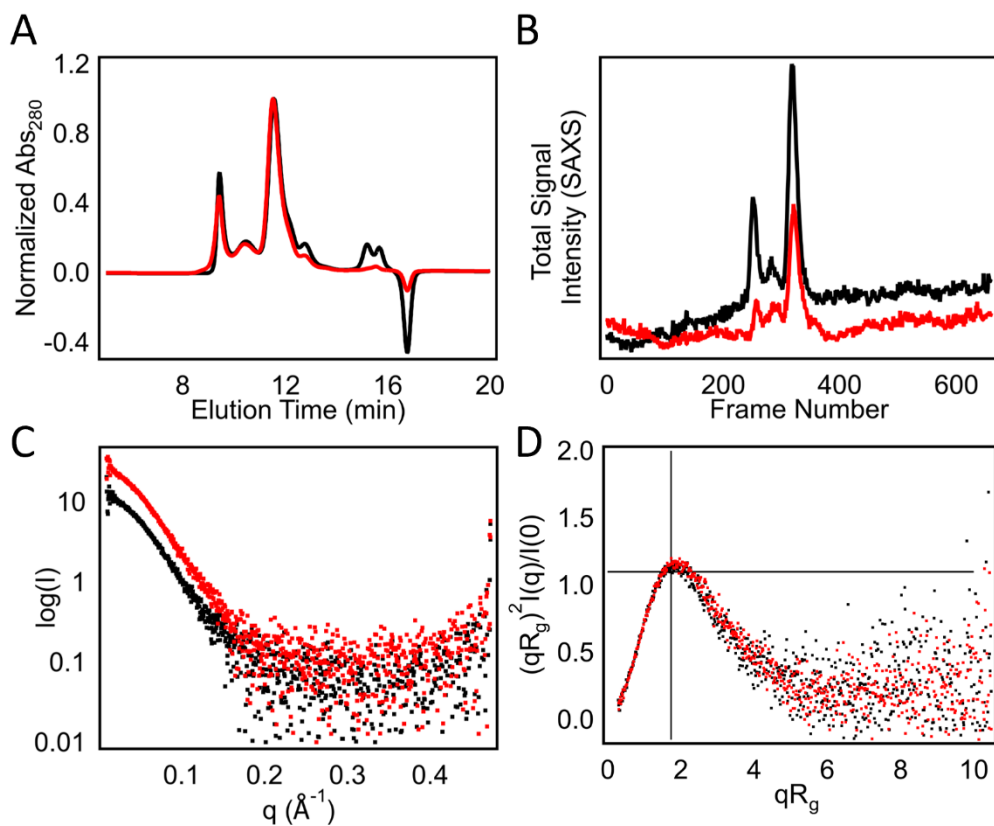 A
Normalized Abs280
1.2
0.8
0.4
0.0
-0.4
8 12 16 20
Elution Time (min)
B
Total Signal
Intensity (SAXS)
0 200 400 600
Frame Number
C
log(I)
10
1
0.1
0.01
0.1 0.2 0.3 0.4
q (Å-1)
D
(qRg)2I(q)/I(0)
2.0
1.5
1.0
0.5
0.0
0 2 4 6 8 10
qRg